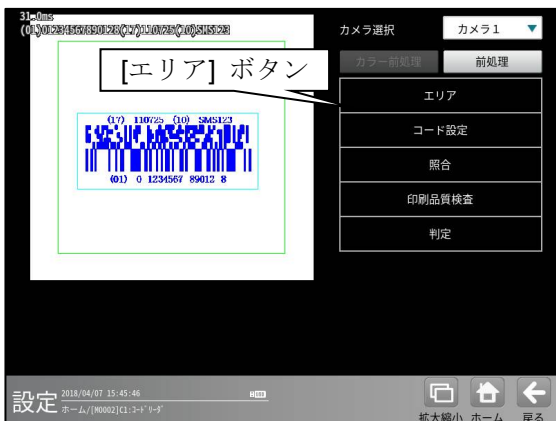 31.0ms
(01)01234567890128(17)110725(10)SMS123
カメラ選択
カメラ１
カラー前処理
前処理
[エリア] ボタン
エリア
コード設定
照合
印刷品質検査
判定
(17) 110725 (10) SMS123
(01) 0 1234567 89012 8
設定
2018/04/07 15:45:46
ホーム/[M0002]C1:コードリーダ
拡大縮小
ホーム
戻る